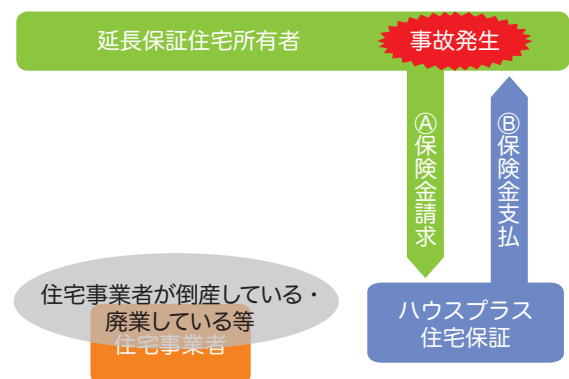 延長保証住宅所有者
事故発生
Ⓐ保険金請求
Ⓑ保険金支払
住宅事業者が倒産している・
廃業している等
住宅事業者
ハウスプラス
住宅保証